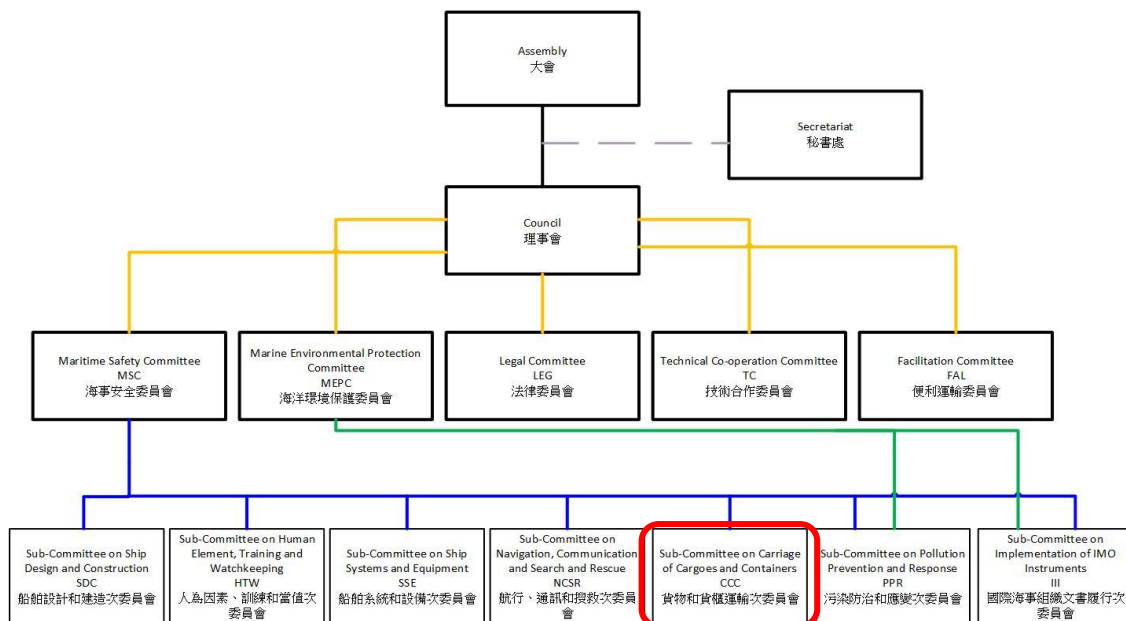 Assembly
大會
Secretariat
秘書處
Council
理事會
Maritime Safety Committee
MSC
海事安全委員會
Marine Environmental Protection
Committee
MEPC
海洋環境保護委員會
Legal Committee
LEG
法律委員會
Technical Co-operation Committee
TC
技術合作委員會
Facilitation Committee
FAL
便利運輸委員會
Sub-Committee on Ship
Design and Construction
SDC
船舶設計和建造次委員會
Sub-Committee on Human
Element, Training and
Watchkeeping
HTW
人為因素、訓練和當值次
委員會
Sub-Committee on Ship
Systems and Equipment
SSE
船舶系統和設備次委員會
Sub-Committee on
Navigation, Communication
and Search and Rescue
NCSR
航行、通訊和搜救次委員
會
Sub-Committee on Carriage
of Cargoes and Containers
CCC
貨物和貨櫃運輸次委員會
Sub-Committee on Pollution
Prevention and Response
PPR
污染防治和應變次委員會
Sub-Committee on
Implementation of IMO
Instruments
III
國際海事組織文書履行次
委員會